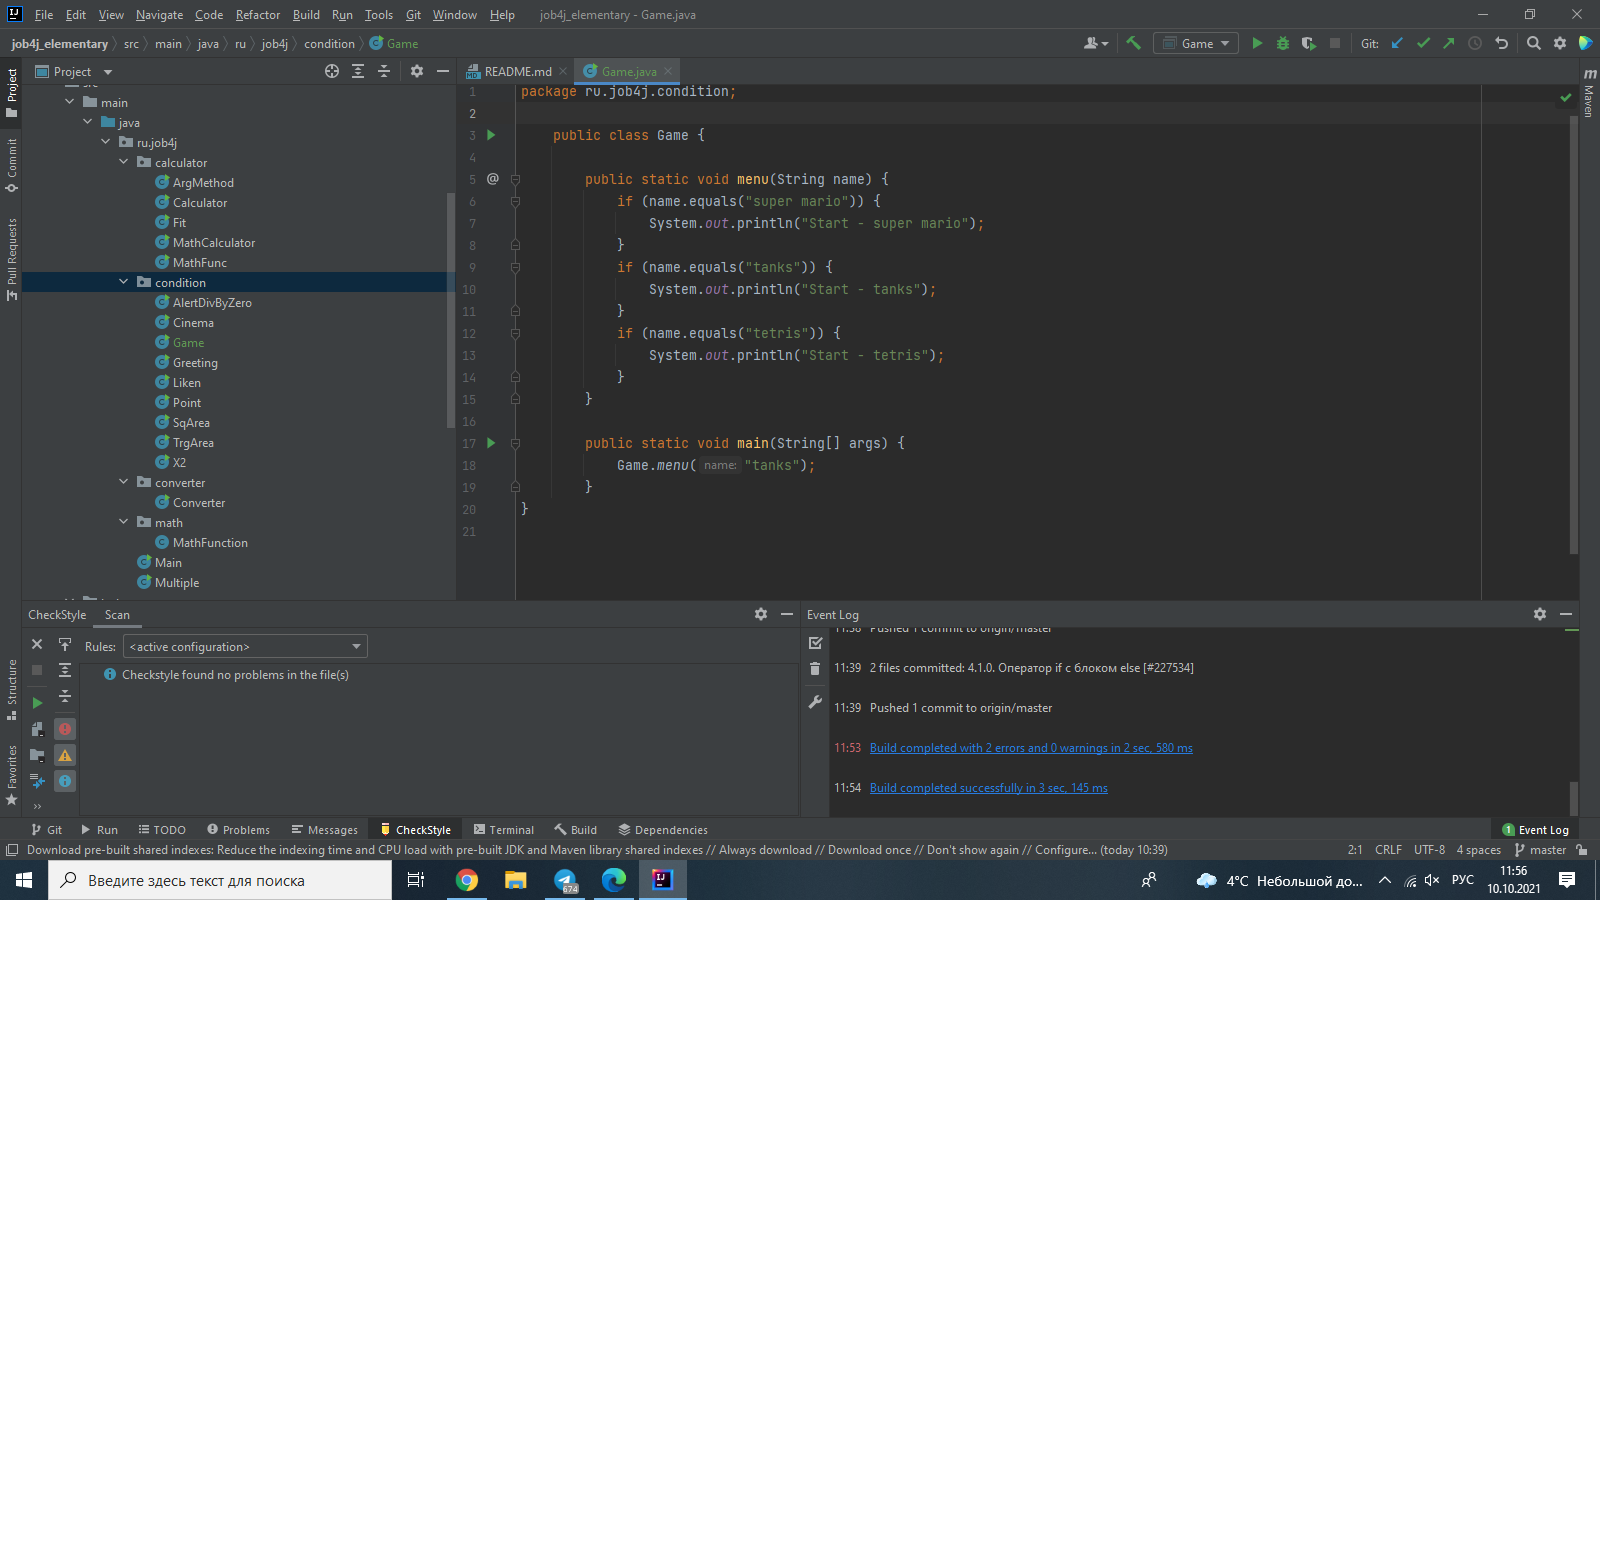 File Edit View Navigate Code Refactor Build Run Tools Git Window Help job4j_elementary - Game.java
job4j_elementary src main java ru job4j condition Game
Game
Git:
Project
README.md
Game.java
main
java
ru.job4j
calculator
ArgMethod
Calculator
Fit
MathCalculator
MathFunc
condition
AlertDivByZero
Cinema
Game
Greeting
Liken
Point
SqArea
TrgArea
X2
converter
Converter
math
MathFunction
Main
Multiple
Project
Commit
Pull Requests
Structure
Favorites
Maven
1 package ru.job4j.condition;
2
3 public class Game {
4
5 @ public static void menu(String name) {
6 if (name.equals("super mario")) {
7 System.out.println("Start - super mario");
8 }
9 if (name.equals("tanks")) {
10 System.out.println("Start - tanks");
11 }
12 if (name.equals("tetris")) {
13 System.out.println("Start - tetris");
14 }
15 }
16
17 public static void main(String[] args) {
18 Game.menu( name: "tanks");
19 }
20 }
21
CheckStyle Scan
Rules: <active configuration>
Checkstyle found no problems in the file(s)
Event Log
11:38 Pushed 1 commit to origin/master
11:39 2 files committed: 4.1.0. Оператор if с блоком else [#227534]
11:39 Pushed 1 commit to origin/master
11:53 Build completed with 2 errors and 0 warnings in 2 sec, 580 ms
11:54 Build completed successfully in 3 sec, 145 ms
Git Run TODO Problems Messages CheckStyle Terminal Build Dependencies
1 Event Log
Download pre-built shared indexes: Reduce the indexing time and CPU load with pre-built JDK and Maven library shared indexes // Always download // Download once // Don't show again // Configure... (today 10:39)
2:1 CRLF UTF-8 4 spaces master
Введите здесь текст для поиска
674
4°C Небольшой до...
РУС
11:56
10.10.2021